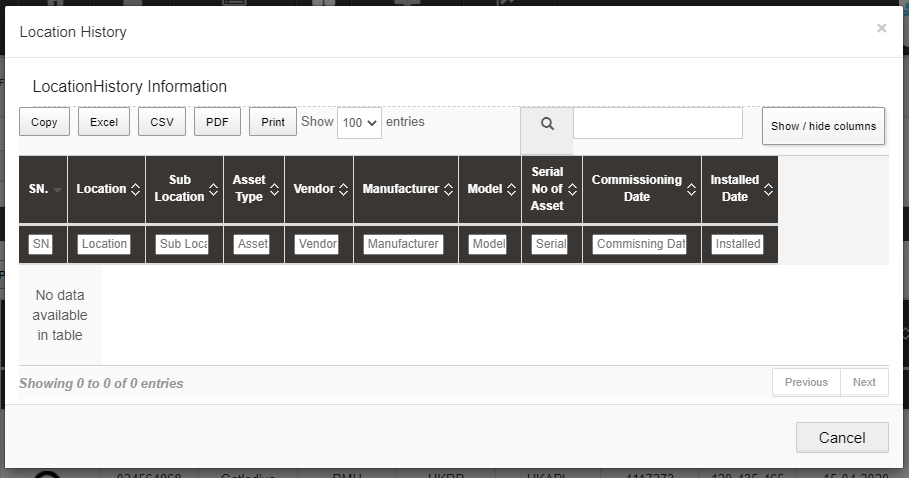 Location History ×
LocationHistory Information
Copy Excel CSV PDF Print Show 100 entries Show / hide columns
SN. Location Sub Location Asset Type Vendor Manufacturer Model Serial No of Asset Commissioning Date Installed Date
SN. Location Sub Loca Asset Vendor Manufacturer Model Serial Commisning Dat Installed
No data
available
in table
Showing 0 to 0 of 0 entries Previous Next
Cancel